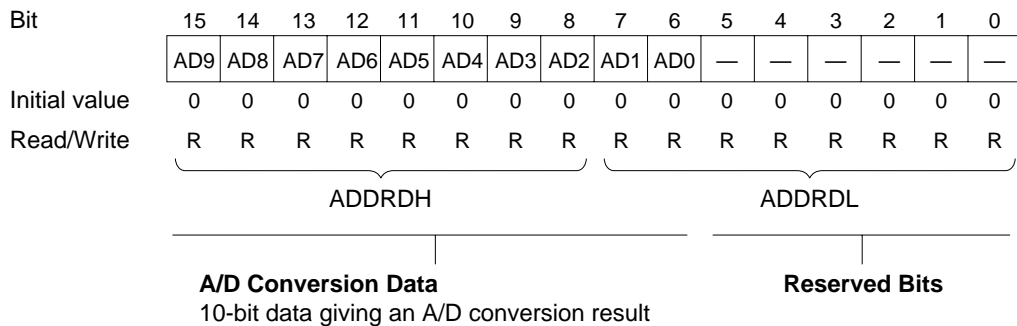 Bit 15 14 13 12 11 10 9 8 7 6 5 4 3 2 1 0
AD9 AD8 AD7 AD6 AD5 AD4 AD3 AD2 AD1 AD0 — — — — — —
Initial value 0 0 0 0 0 0 0 0 0 0 0 0 0 0 0 0
Read/Write R R R R R R R R R R R R R R R R
ADDRDH ADDRDL
A/D Conversion Data Reserved Bits
10-bit data giving an A/D conversion result